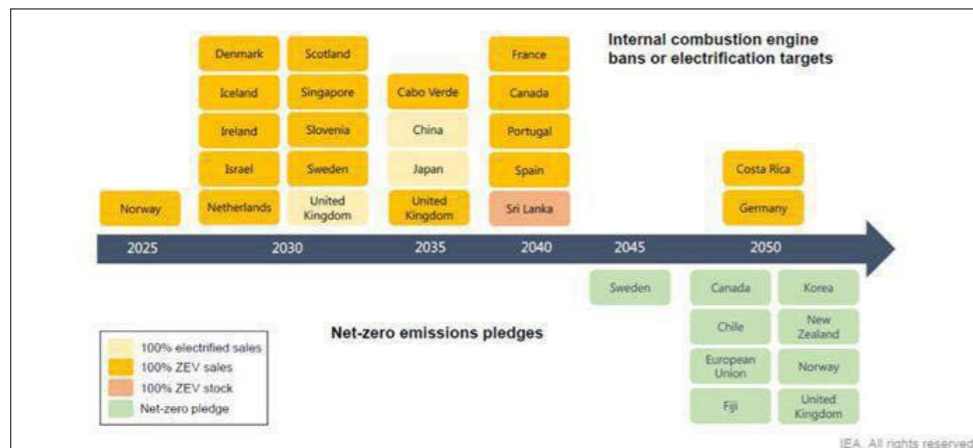 Internal combustion engine
bans or electrification targets
Denmark
Scotland
France
Iceland
Singapore
Cabo Verde
Canada
Ireland
Slovenia
China
Portugal
Israel
Sweden
Japan
Spain
Costa Rica
Norway
Netherlands
United
Kingdom
United
Kingdom
Sri Lanka
Germany
2025
2030
2035
2040
2045
2050
Sweden
Canada
Korea
Net-zero emissions pledges
Chile
New
Zealand
European
Union
Norway
Fiji
United
Kingdom
100% electrified sales
100% ZEV sales
100% ZEV stock
Net-zero pledge
IEA. All rights reserved